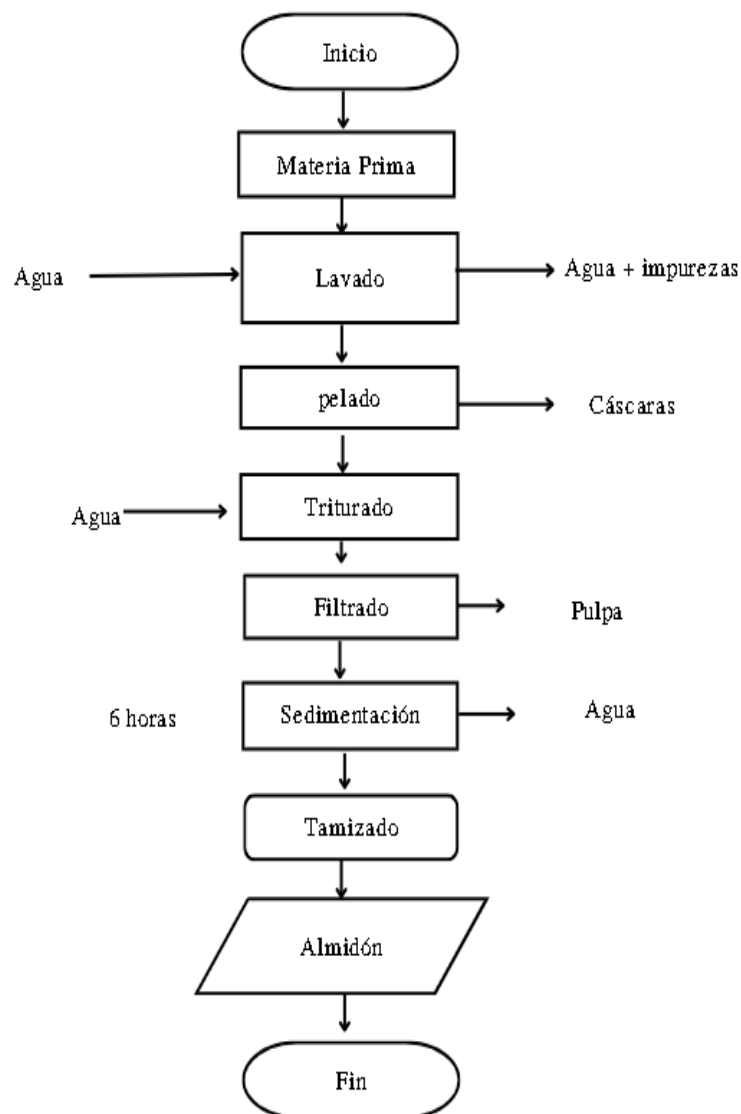 Inicio
Materia Prima
Agua
Lavado
Agua + impurezas
pelado
Cáscaras
Agua
Triturado
Filtrado
Pulpa
6 horas
Sedimentación
Agua
Tamizado
Almidón
Fin